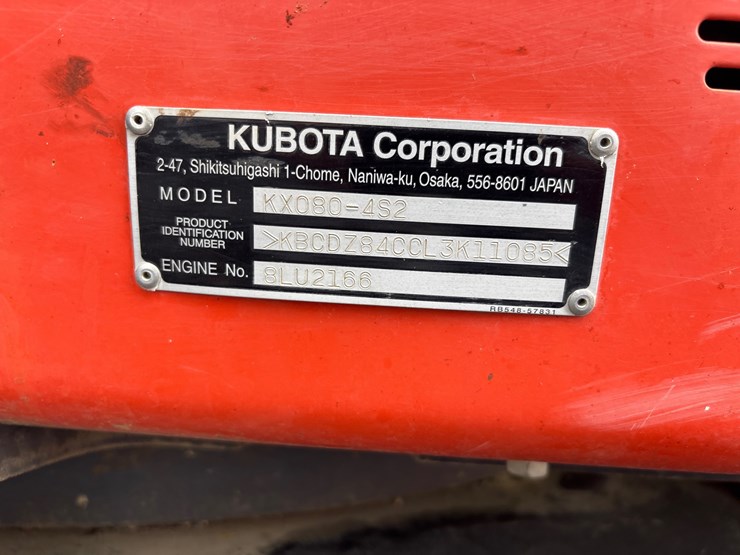 KUBOTA Corporation
2-47, Shikitsuhigashi 1-Chome, Naniwa-ku, Osaka, 556-8601 JAPAN
MODEL KX080-4S2
PRODUCT IDENTIFICATION NUMBER >KBCDZ84CCL3K11085<
ENGINE No. 8LU2166
RB548-57831